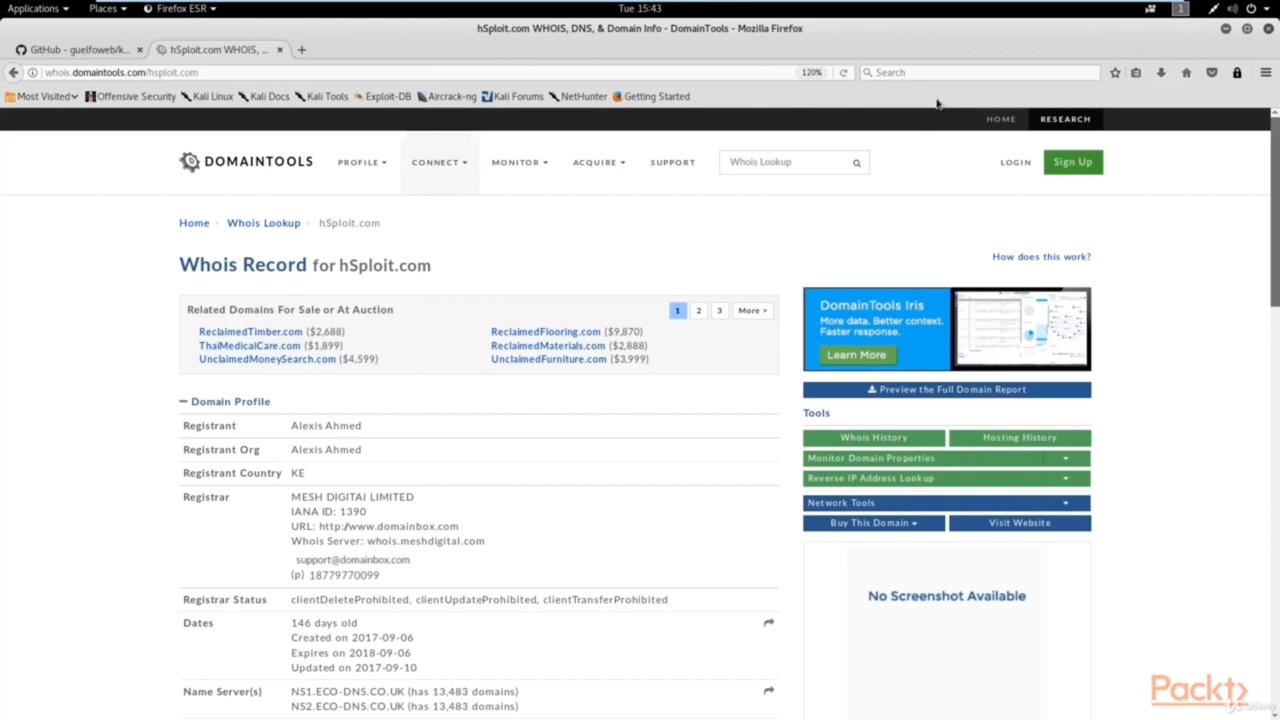 Applications Places Firefox ESR Tue 15:43 1
hSploit.com WHOIS, DNS, & Domain Info - DomainTools - Mozilla Firefox
GitHub - guelfoweb/k... × hSploit.com WHOIS, ... × +
whois.domaintools.com/hsploit.com 120% Search
Most Visited Offensive Security Kali Linux Kali Docs Kali Tools Exploit-DB Aircrack-ng Kali Forums NetHunter Getting Started
HOME RESEARCH
DOMAINTOOLS PROFILE CONNECT MONITOR ACQUIRE SUPPORT Whois Lookup LOGIN Sign Up
Home > Whois Lookup > hSploit.com
Whois Record for hSploit.com
How does this work?
Related Domains For Sale or At Auction 1 2 3 More >
ReclaimedTimber.com ($2,688) ReclaimedFlooring.com ($9,870)
ThaiMedicalCare.com ($1,899) ReclaimedMaterials.com ($2,888)
UnclaimedMoneySearch.com ($4,599) UnclaimedFurniture.com ($3,999)
DomainTools Iris
More data. Better context.
Faster response.
Learn More
Preview the Full Domain Report
Domain Profile
Registrant Alexis Ahmed
Registrant Org Alexis Ahmed
Registrant Country KE
Registrar MESH DIGITAL LIMITED
IANA ID: 1390
URL: http://www.domainbox.com
Whois Server: whois.meshdigital.com
support@domainbox.com
(p) 18779770099
Registrar Status clientDeleteProhibited, clientUpdateProhibited, clientTransferProhibited
Dates 146 days old
Created on 2017-09-06
Expires on 2018-09-06
Updated on 2017-09-10
Name Server(s) NS1.ECO-DNS.CO.UK (has 13,483 domains)
NS2.ECO-DNS.CO.UK (has 13,483 domains)
Tools
Whois History Hosting History
Monitor Domain Properties
Reverse IP Address Lookup
Network Tools
Buy This Domain Visit Website
No Screenshot Available
Packt>
Udemy